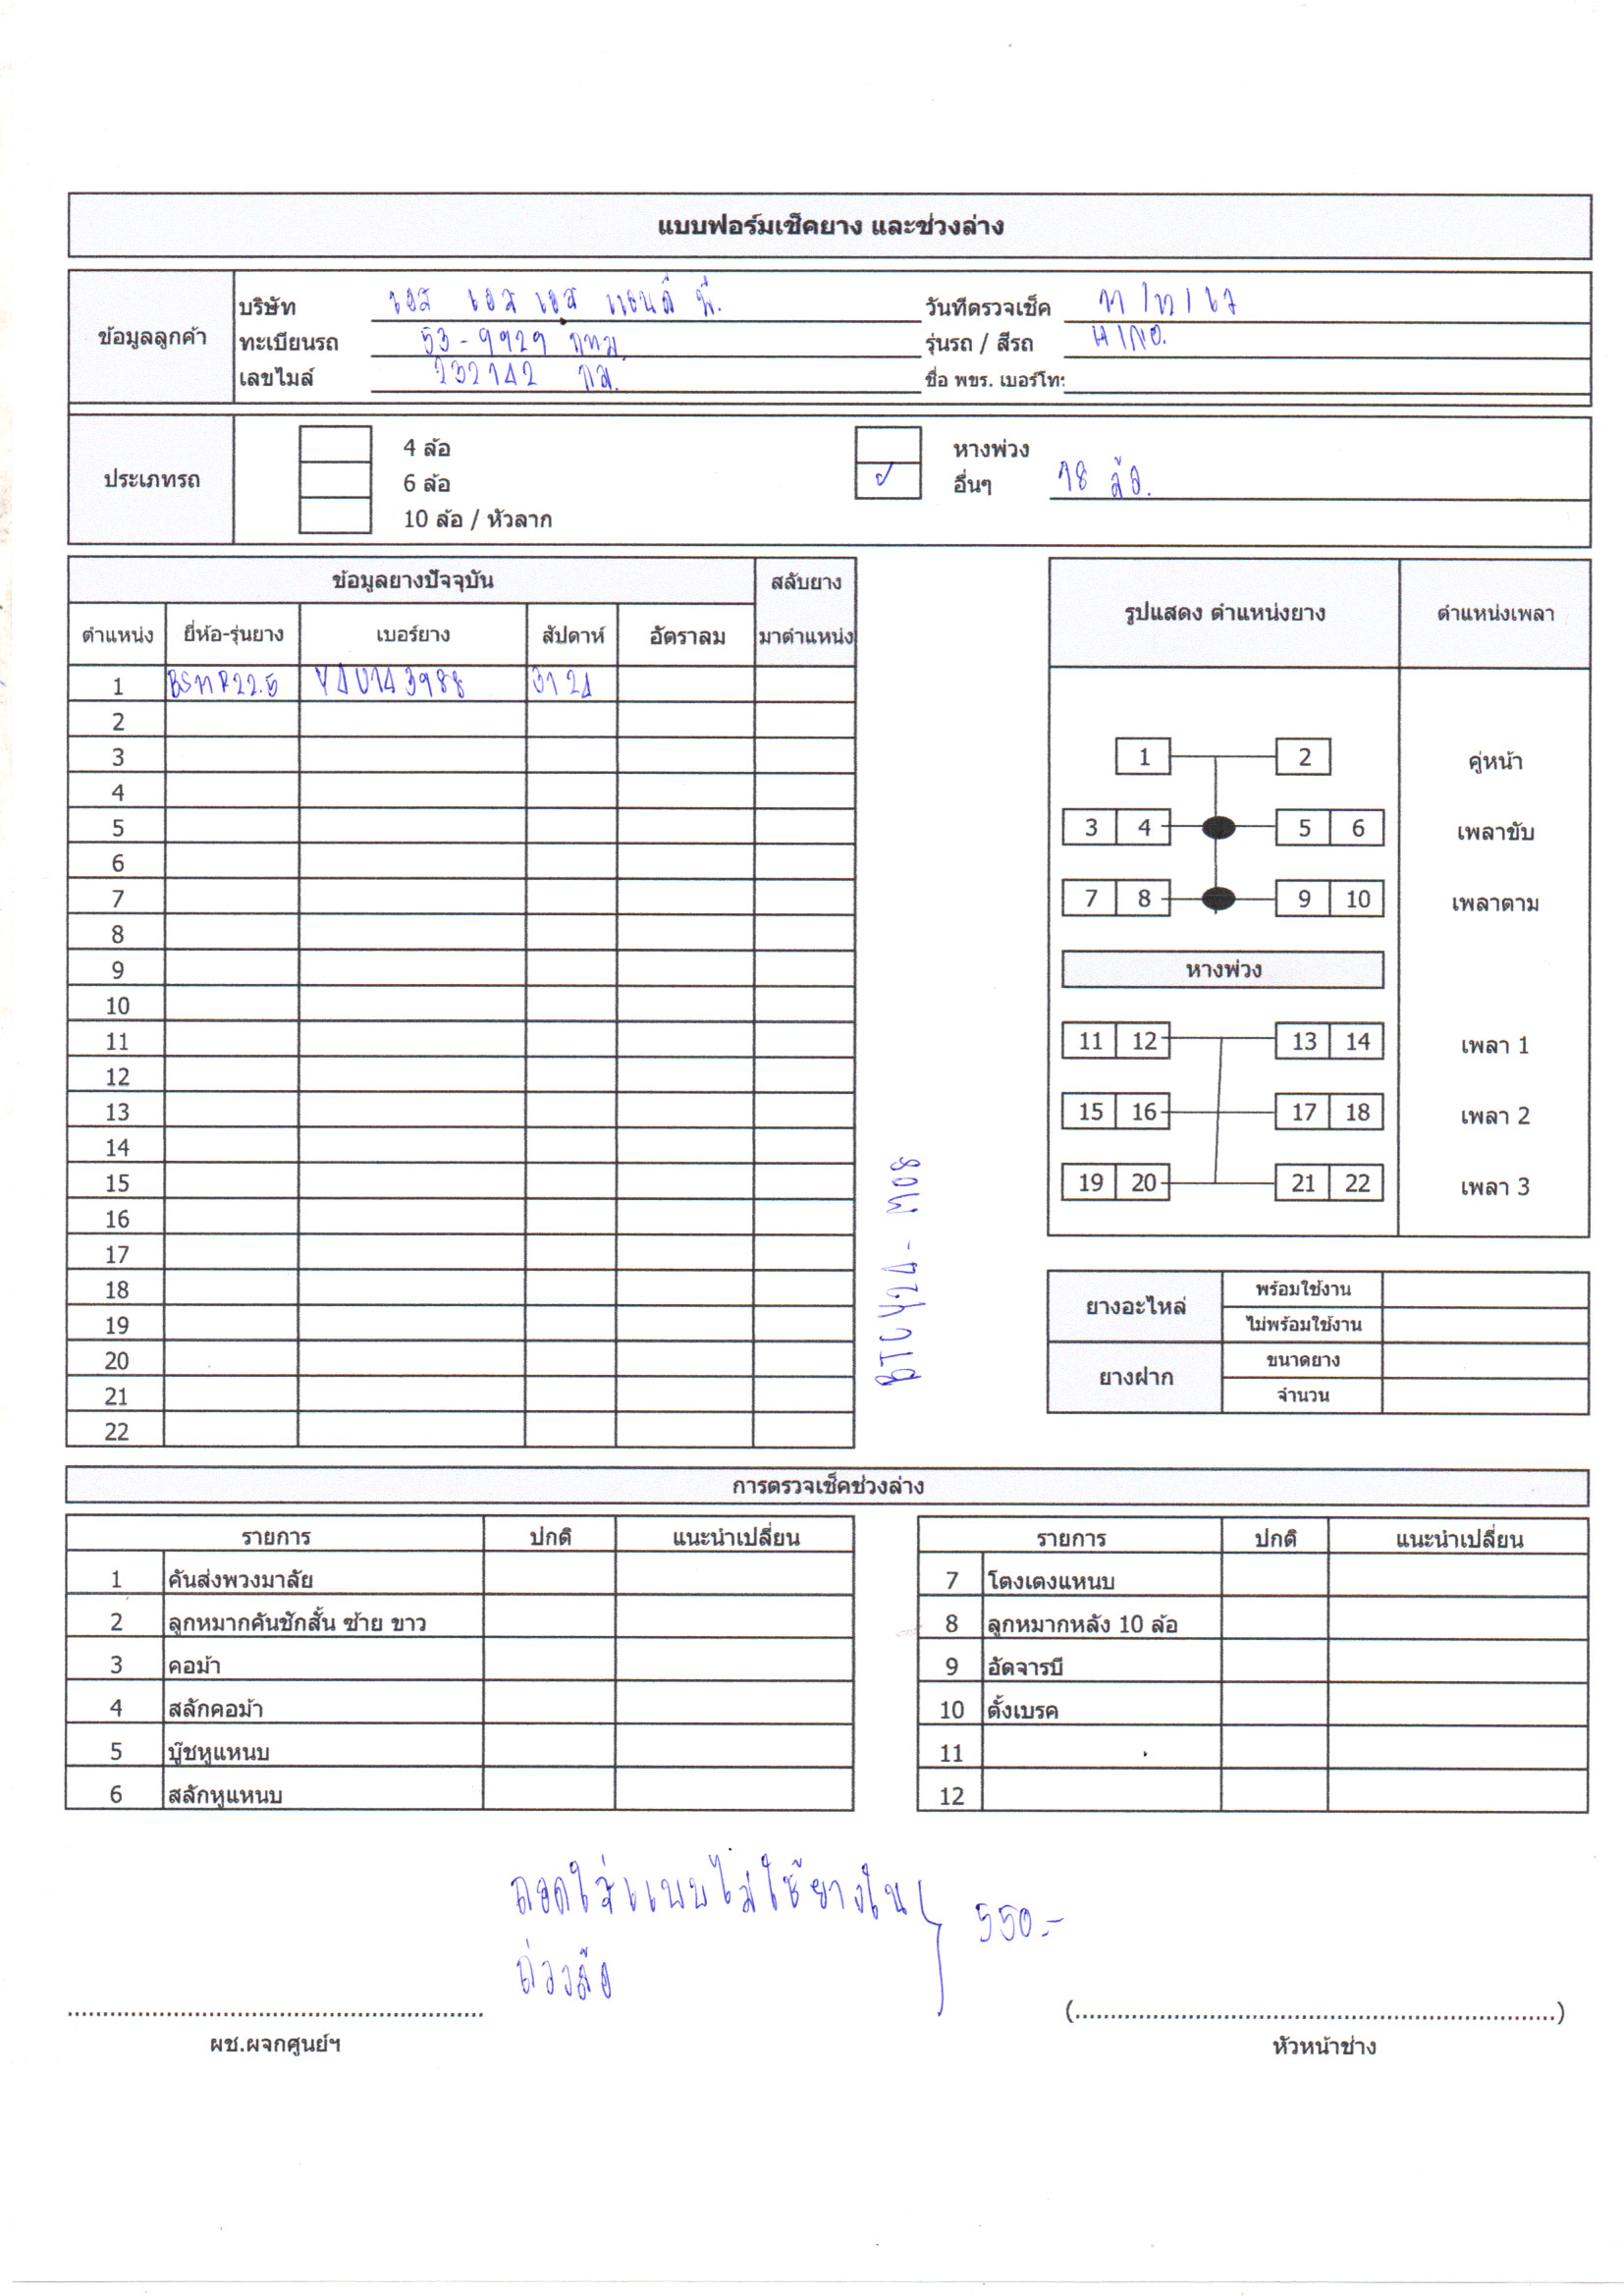 แบบฟอร์มเช็คยาง และช่วงล่าง
ข้อมูลลูกค้า
บริษัท เอส เอส เอส แอนด์ พี.
วันที่ตรวจเช็ค 11/12/67
ทะเบียนรถ 53-9929 กทม.
รุ่นรถ / สีรถ HINO.
เลขไมล์ 232142 กม.
ชื่อ พขร. เบอร์โทร
ประเภทรถ
4 ล้อ
6 ล้อ
10 ล้อ / หัวลาก
หางพ่วง
✓ อื่นๆ 18 ล้อ.
ข้อมูลยางปัจจุบัน สลับยาง
ตำแหน่ง ยี่ห้อ-รุ่นยาง เบอร์ยาง สัปดาห์ อัตราลม มาตำแหน่ง
1 BS11R22.5 Y4U143988 3124
2
3
4
5
6
7
8
9
10
11
12
13
14
15
16
17
18
19
20
21
22
BTCY24-M08
รูปแสดง ตำแหน่งยาง ตำแหน่งเพลา
1 2 คู่หน้า
3 4 5 6 เพลาขับ
7 8 9 10 เพลาตาม
หางพ่วง
11 12 13 14 เพลา 1
15 16 17 18 เพลา 2
19 20 21 22 เพลา 3
ยางอะไหล่ พร้อมใช้งาน
ไม่พร้อมใช้งาน
ยางฝาก ขนาดยาง
จำนวน
การตรวจเช็คช่วงล่าง
รายการ ปกติ แนะนำเปลี่ยน
1 คันส่งพวงมาลัย
2 ลูกหมากคันชักสั้น ซ้าย ขาว
3 คอม้า
4 สลักคอม้า
5 บู๊ชหูแหนบ
6 สลักหูแหนบ
รายการ ปกติ แนะนำเปลี่ยน
7 โตงเตงแหนบ
8 ลูกหมากหลัง 10 ล้อ
9 อัดจารบี
10 ตั้งเบรค
11
12
ถอดใส่แบบไม่ใช้ยางใน
ถ่วงล้อ
550.-
ผช.ผจกศูนย์ฯ
(..........)
หัวหน้าช่าง